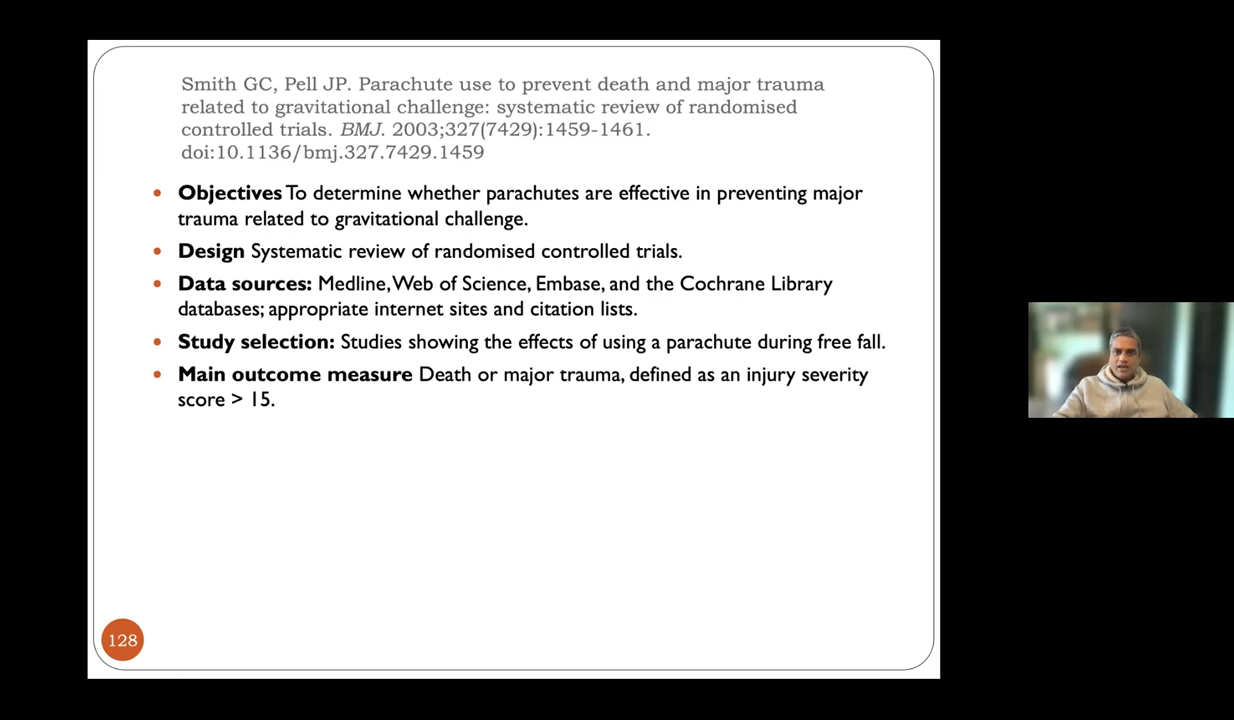 Smith GC, Pell JP. Parachute use to prevent death and major trauma
related to gravitational challenge: systematic review of randomised
controlled trials. BMJ. 2003;327(7429):1459-1461.
doi:10.1136/bmj.327.7429.1459
• Objectives To determine whether parachutes are effective in preventing major
trauma related to gravitational challenge.
• Design Systematic review of randomised controlled trials.
• Data sources: Medline, Web of Science, Embase, and the Cochrane Library
databases; appropriate internet sites and citation lists.
• Study selection: Studies showing the effects of using a parachute during free fall.
• Main outcome measure Death or major trauma, defined as an injury severity
score > 15.
128